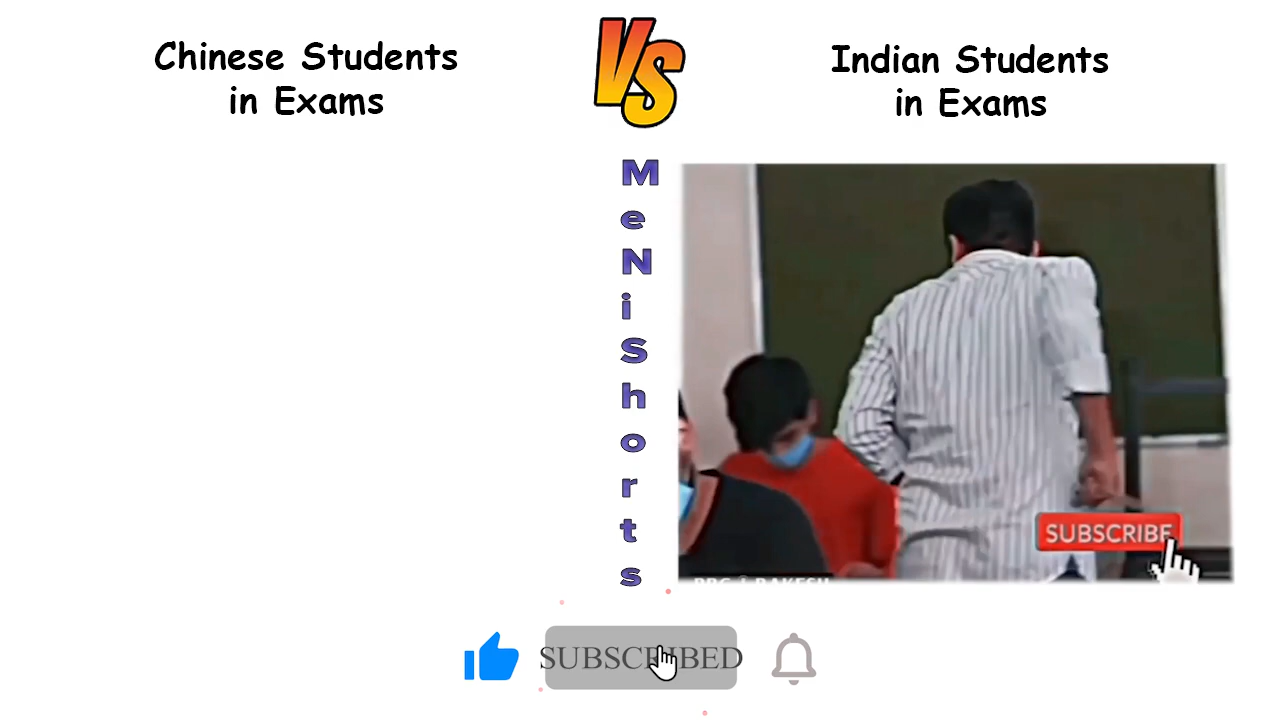 Chinese Students
in Exams
VS
Indian Students
in Exams
MeNiShorts
SUBSCRIBE
SUBSCRIBED